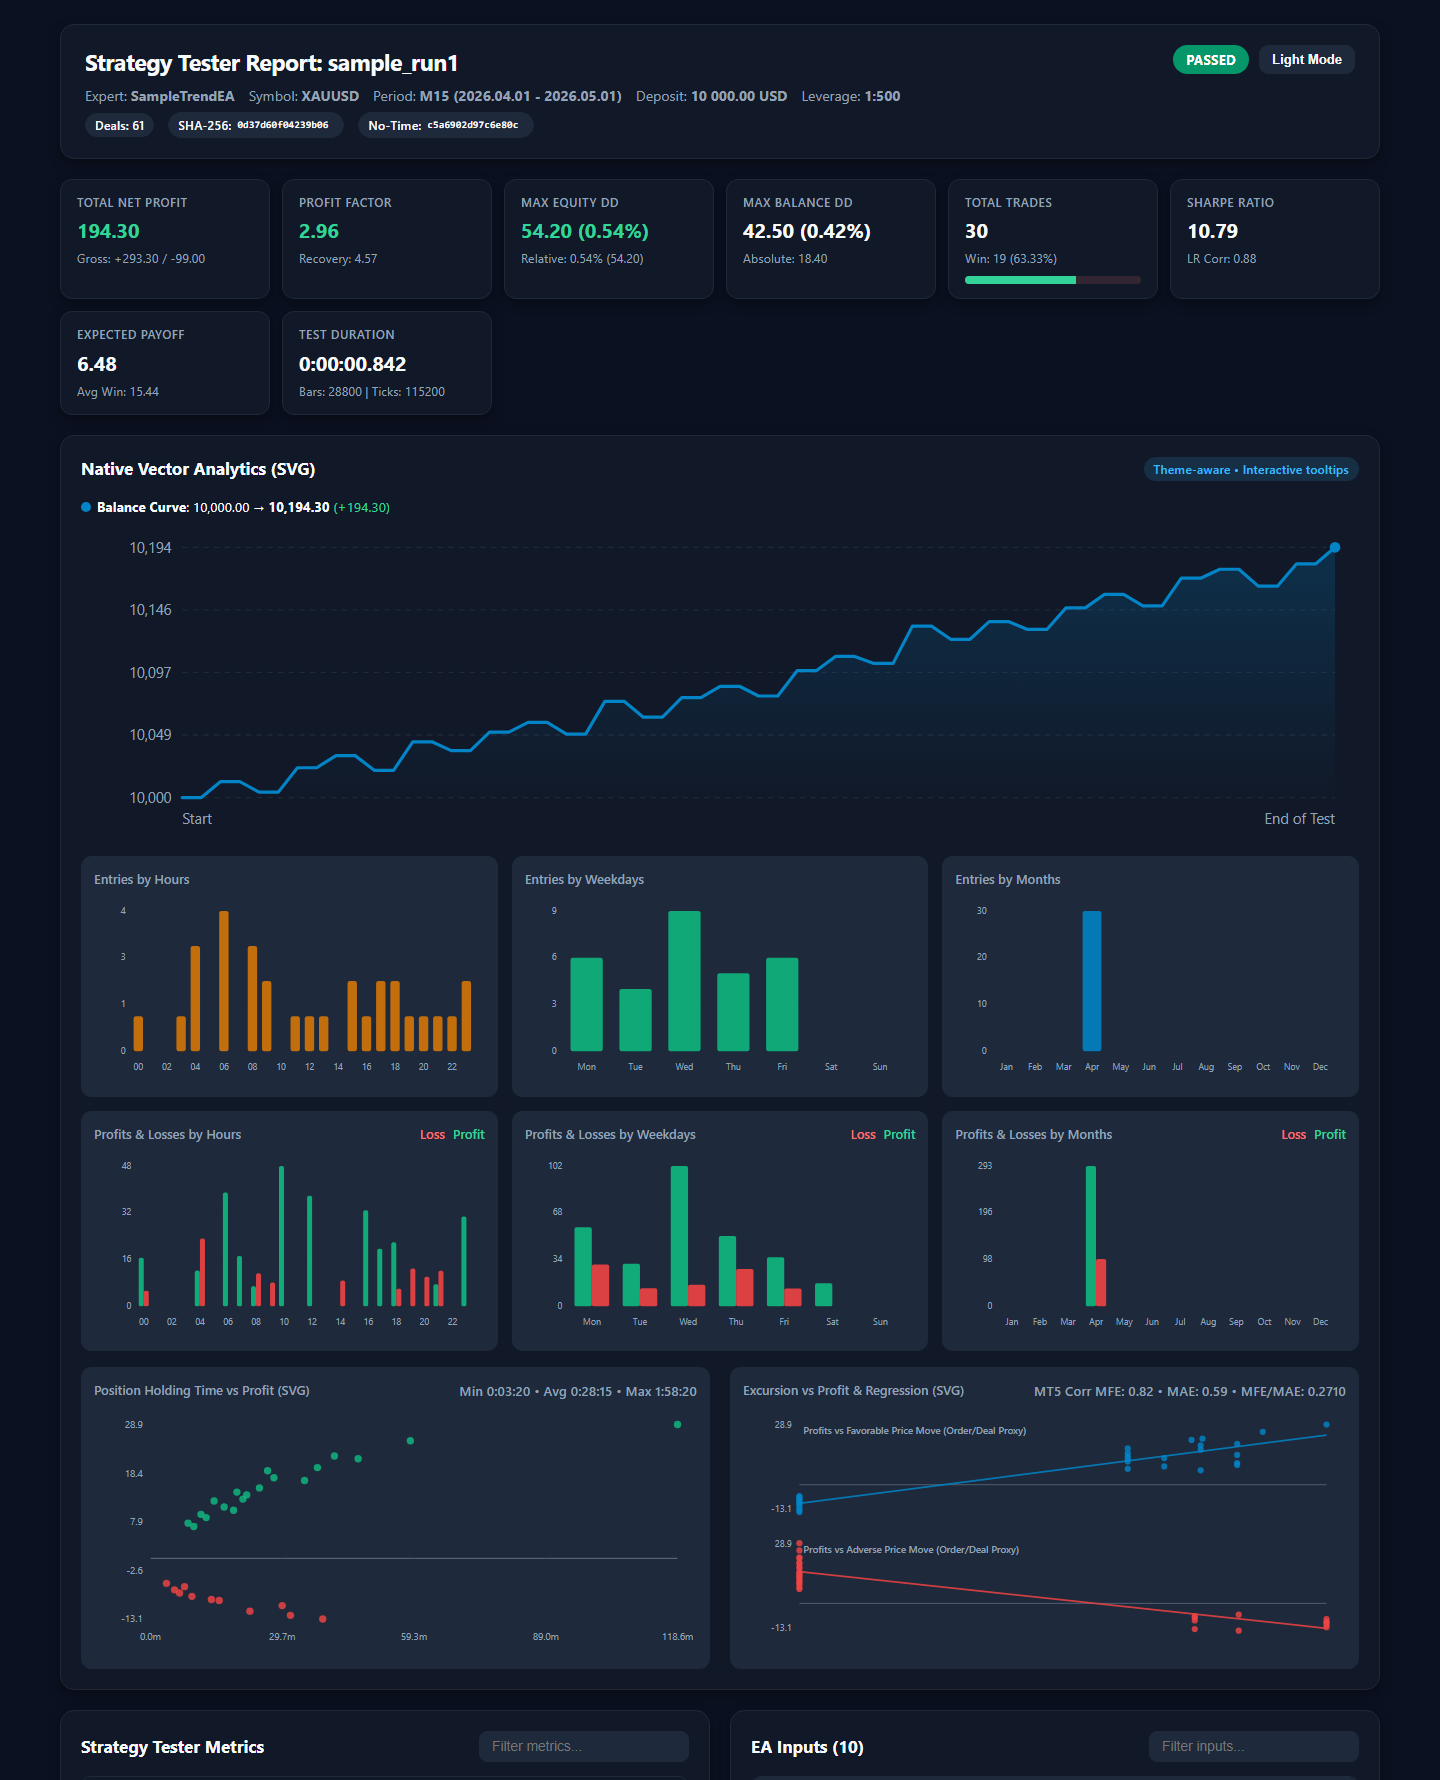 Strategy Tester Report: sample_run1
PASSED
Light Mode
Expert: SampleTrendEA Symbol: XAUUSD Period: M15 (2026.04.01 - 2026.05.01) Deposit: 10 000.00 USD Leverage: 1:500
Deals: 61
SHA-256: 0d37d60f04239b06
No-Time: c5a6902d97c6e80c
TOTAL NET PROFIT
194.30
Gross: +293.30 / -99.00
PROFIT FACTOR
2.96
Recovery: 4.57
MAX EQUITY DD
54.20 (0.54%)
Relative: 0.54% (54.20)
MAX BALANCE DD
42.50 (0.42%)
Absolute: 18.40
TOTAL TRADES
30
Win: 19 (63.33%)
SHARPE RATIO
10.79
LR Corr: 0.88
EXPECTED PAYOFF
6.48
Avg Win: 15.44
TEST DURATION
0:00:00.842
Bars: 28800 | Ticks: 115200
Native Vector Analytics (SVG)
Theme-aware • Interactive tooltips
Balance Curve: 10,000.00 → 10,194.30 (+194.30)
10,194
10,146
10,097
10,049
10,000
Start
End of Test
Entries by Hours
4
3
1
0
00 02 04 06 08 10 12 14 16 18 20 22
Entries by Weekdays
9
6
3
0
Mon Tue Wed Thu Fri Sat Sun
Entries by Months
30
20
10
0
Jan Feb Mar Apr May Jun Jul Aug Sep Oct Nov Dec
Profits & Losses by Hours
Loss Profit
48
32
16
0
00 02 04 06 08 10 12 14 16 18 20 22
Profits & Losses by Weekdays
Loss Profit
102
68
34
0
Mon Tue Wed Thu Fri Sat Sun
Profits & Losses by Months
Loss Profit
293
196
98
0
Jan Feb Mar Apr May Jun Jul Aug Sep Oct Nov Dec
Position Holding Time vs Profit (SVG)
Min 0:03:20 • Avg 0:28:15 • Max 1:58:20
28.9
18.4
7.9
-2.6
-13.1
0.0m 29.7m 59.3m 89.0m 118.6m
Excursion vs Profit & Regression (SVG)
MT5 Corr MFE: 0.82 • MAE: 0.59 • MFE/MAE: 0.2710
28.9
Profits vs Favorable Price Move (Order/Deal Proxy)
-13.1
28.9
Profits vs Adverse Price Move (Order/Deal Proxy)
-13.1
Strategy Tester Metrics
Filter metrics...
EA Inputs (10)
Filter inputs...